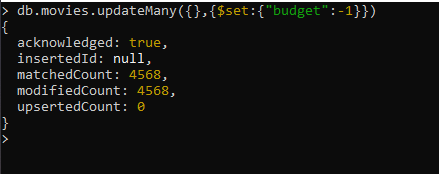 > db.movies.updateMany({},{$set:{"budget":-1}})
{
  acknowledged: true,
  insertedId: null,
  matchedCount: 4568,
  modifiedCount: 4568,
  upsertedCount: 0
}
>